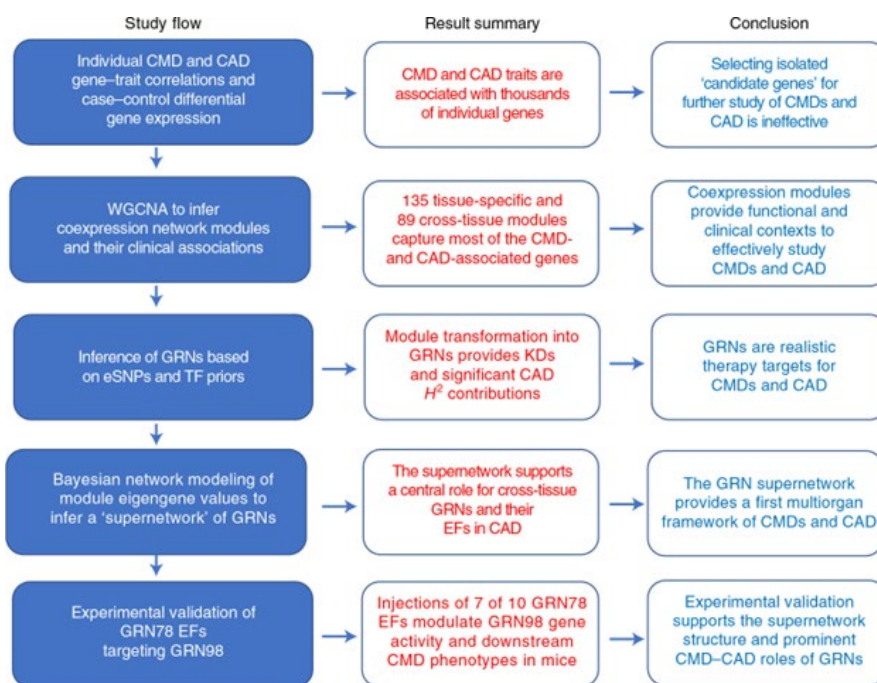 Study flow
Result summary
Conclusion
Individual CMD and CAD
gene–trait correlations and
case–control differential
gene expression
CMD and CAD traits are
associated with thousands
of individual genes
Selecting isolated
‘candidate genes’ for
further study of CMDs and
CAD is ineffective
WGCNA to infer
coexpression network modules
and their clinical associations
135 tissue-specific and
89 cross-tissue modules
capture most of the CMD-
and CAD-associated genes
Coexpression modules
provide functional and
clinical contexts to
effectively study
CMDs and CAD
Inference of GRNs based
on eSNPs and TF priors
Module transformation into
GRNs provides KDs
and significant CAD
H² contributions
GRNs are realistic
therapy targets for
CMDs and CAD
Bayesian network modeling of
module eigengene values to
infer a ‘supernetwork’ of GRNs
The supernetwork supports
a central role for cross-tissue
GRNs and their
EFs in CAD
The GRN supernetwork
provides a first multiorgan
framework of CMDs and CAD
Experimental validation of
GRN78 EFs
targeting GRN98
Injections of 7 of 10 GRN78
EFs modulate GRN98 gene
activity and downstream
CMD phenotypes in mice
Experimental validation
supports the supernetwork
structure and prominent
CMD–CAD roles of GRNs